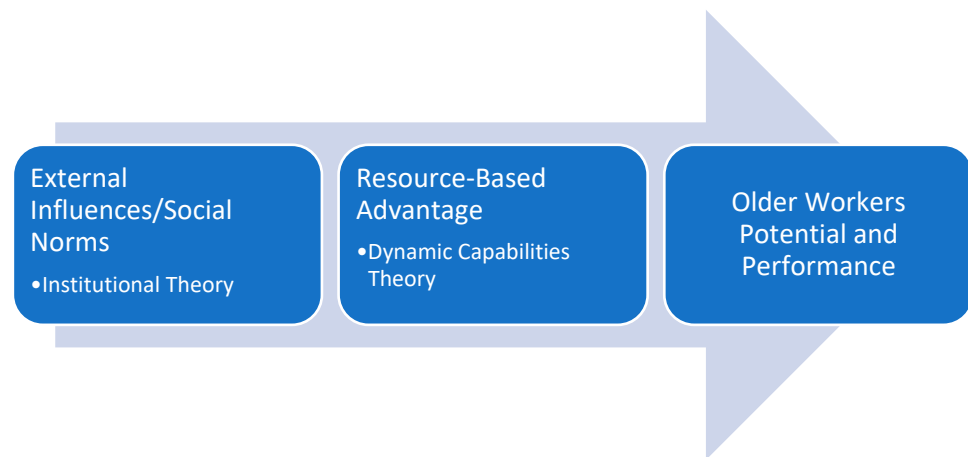 External
Influences/Social
Norms
•Institutional Theory
Resource-Based
Advantage
•Dynamic Capabilities
Theory
Older Workers
Potential and
Performance